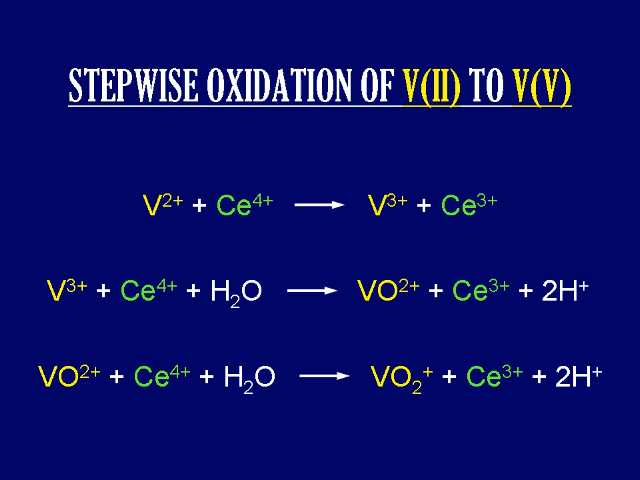 STEPWISE OXIDATION OF V(II) TO V(V)
V²⁺ + Ce⁴⁺ ⟶ V³⁺ + Ce³⁺
V³⁺ + Ce⁴⁺ + H₂O ⟶ VO²⁺ + Ce³⁺ + 2H⁺
VO²⁺ + Ce⁴⁺ + H₂O ⟶ VO₂⁺ + Ce³⁺ + 2H⁺